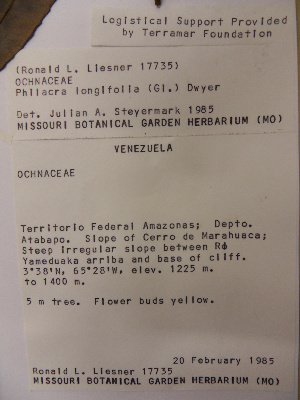 Logistical Support Provided
by Terramar Foundation
(Ronald L. Liesner 17735)
OCHNACEAE
Philacra longifolia (Gl.) Dwyer
Det. Julian A. Steyermark 1985
MISSOURI BOTANICAL GARDEN HERBARIUM (MO)
VENEZUELA
OCHNACEAE
Territorio Federal Amazonas; Depto.
Atabapo. Slope of Cerro de Marahuaca;
Steep irregular slope between Río
Yameduaka arriba and base of cliff.
3°38'N, 65°28'W, elev. 1225 m.
to 1400 m.
5 m tree. Flower buds yellow.
20 February 1985
Ronald L. Liesner 17735
MISSOURI BOTANICAL GARDEN HERBARIUM (MO)